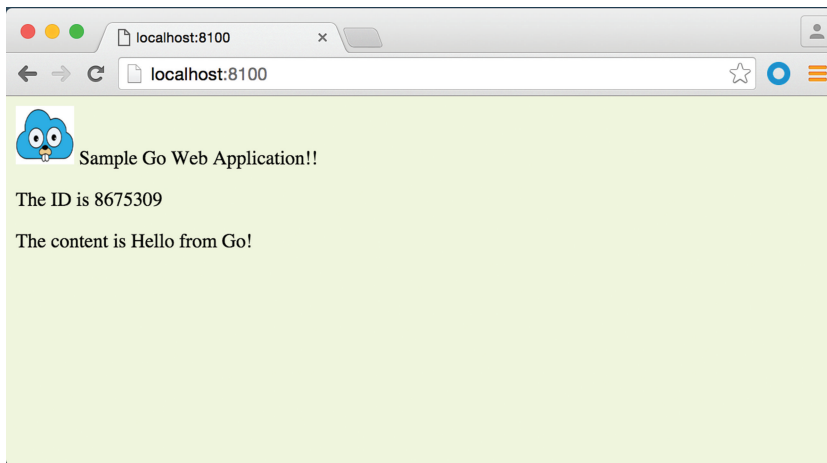 localhost:8100
localhost:8100
Sample Go Web Application!!
The ID is 8675309
The content is Hello from Go!